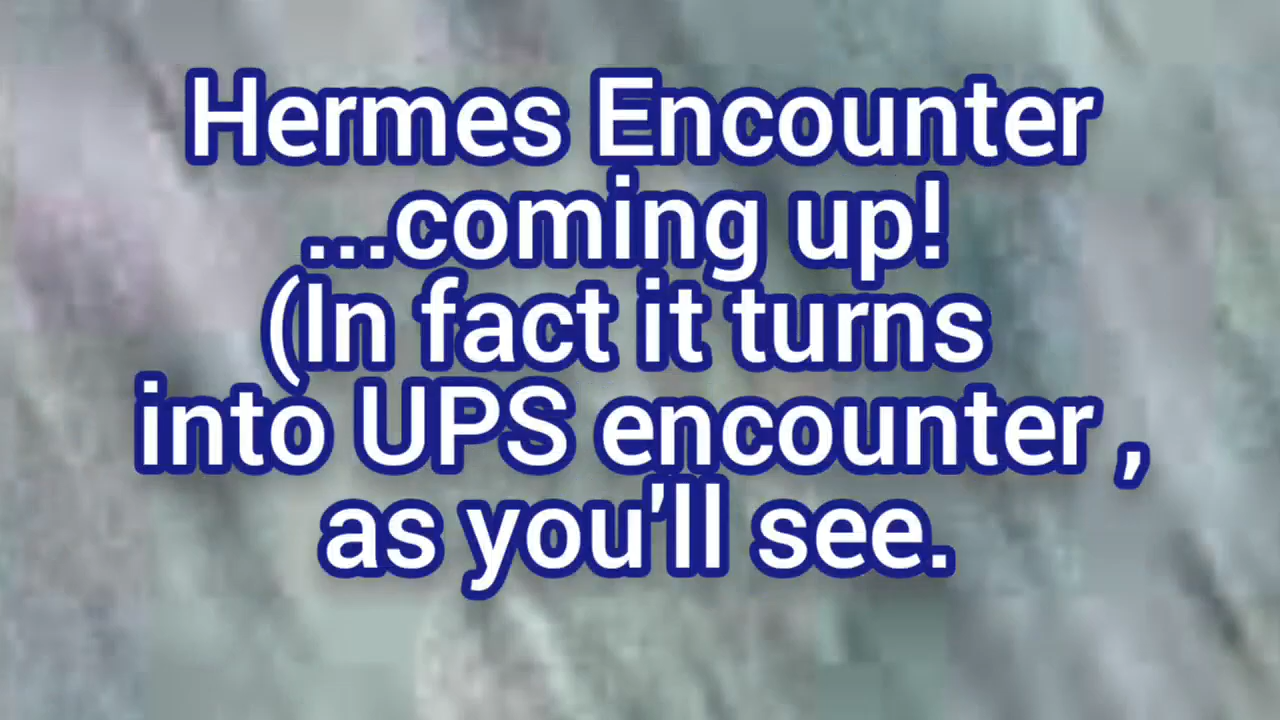 Hermes Encounter
...coming up!
(In fact it turns
into UPS encounter ,
as you'll see.